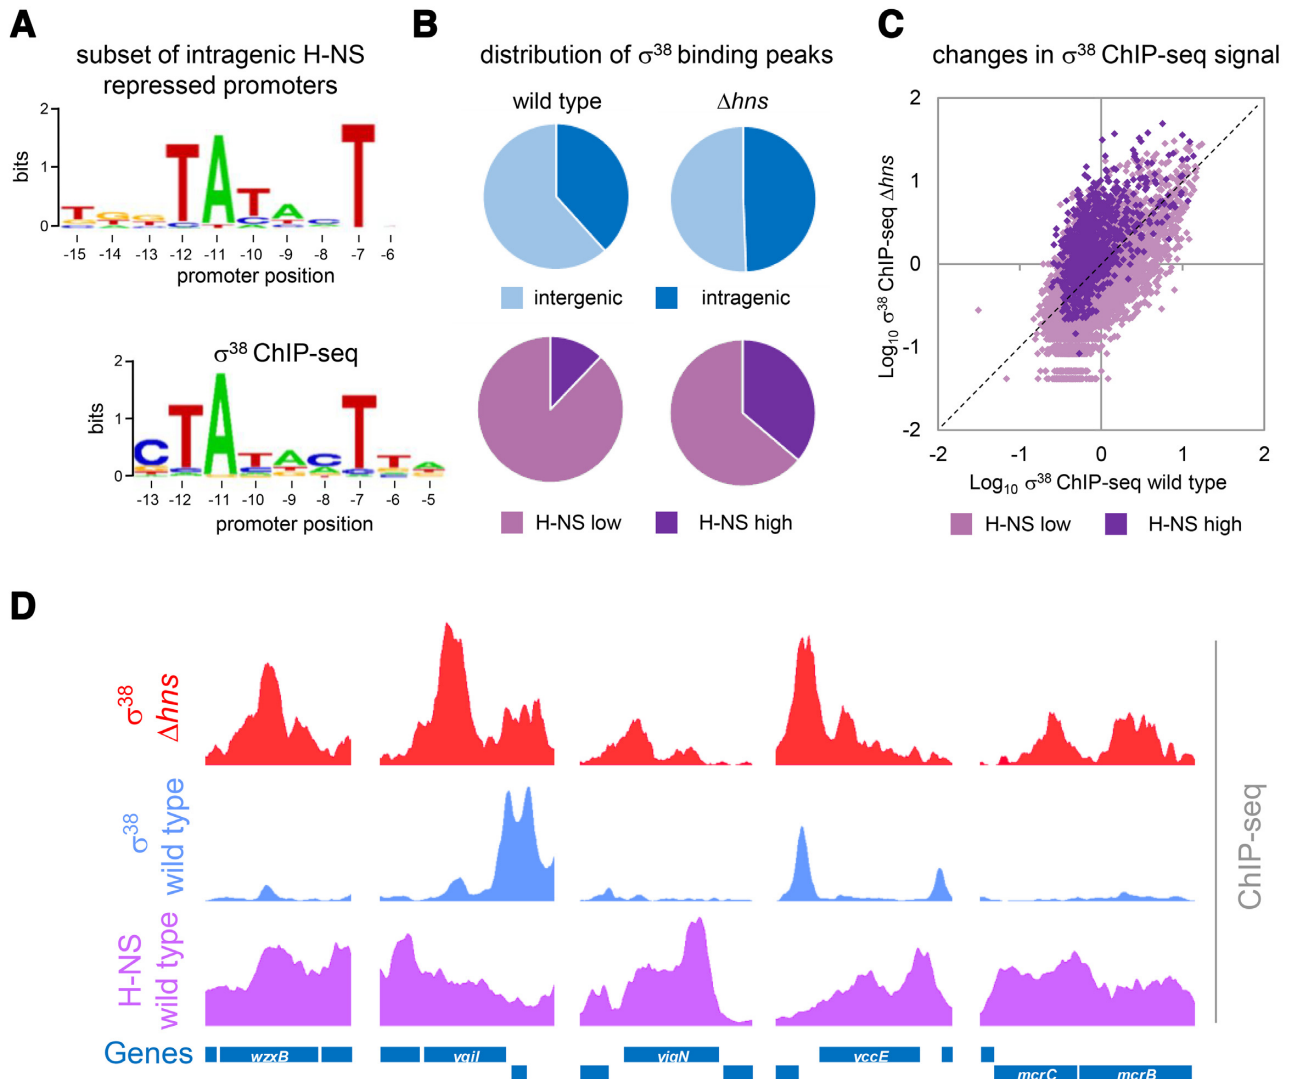 A
subset of intragenic H-NS
repressed promoters
bits
2
1
0
T A T A T
-15 -14 -13 -12 -11 -10 -9 -8 -7 -6
promoter position
σ38 ChIP-seq
bits
2
1
0
C T A T A C T T A
-13 -12 -11 -10 -9 -8 -7 -6 -5
promoter position
B
distribution of σ38 binding peaks
wild type Δhns
intergenic intragenic
H-NS low H-NS high
C
changes in σ38 ChIP-seq signal
Log10 σ38 ChIP-seq Δhns
2
1
0
-1
-2
-2 -1 0 1 2
Log10 σ38 ChIP-seq wild type
H-NS low H-NS high
D
σ38
Δhns
σ38
wild type
H-NS
wild type
ChIP-seq
Genes
wzxB yqiI yigN yccE
mcrC mcrB